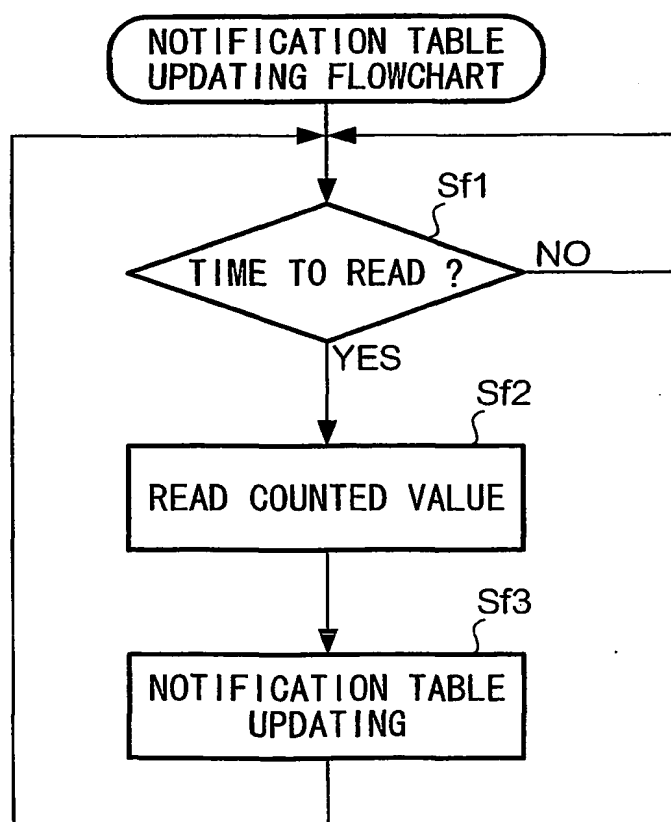 NOTIFICATION TABLE
UPDATING FLOWCHART
Sf1
TIME TO READ ?
NO
YES
Sf2
READ COUNTED VALUE
Sf3
NOTIFICATION TABLE
UPDATING